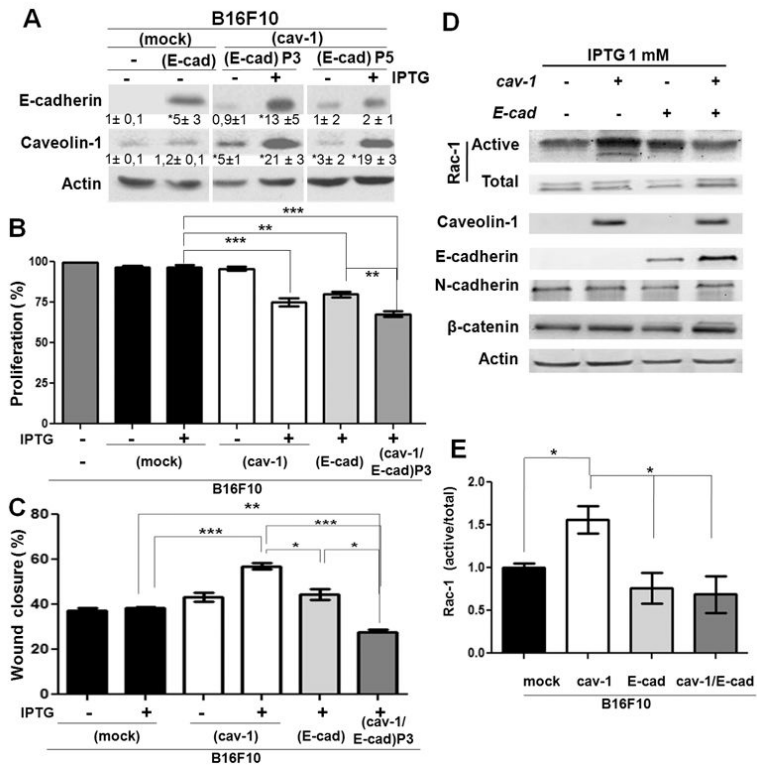 A
B16F10
(mock) (cav-1)
- (E-cad) (E-cad) P3 (E-cad) P5
- - + - + IPTG
E-cadherin
1± 0,1 *5± 3 0,9±1 *13 ±5 1± 2 2 ± 1
Caveolin-1
1± 0,1 1,2± 0,1 *5±1 *21 ± 3 *3± 2 *19 ± 3
Actin
B
***
**
***
**
Proliferation (%)
100
75
50
25
0
IPTG - - + - + + +
- (mock) (cav-1) (E-cad) (cav-1/
E-cad)P3
B16F10
C
**
***
***
*
*
Wound closure (%)
80
60
40
20
0
IPTG - + - + + +
(mock) (cav-1) (E-cad) (cav-1/
E-cad)P3
B16F10
D
IPTG 1 mM
cav-1 - + - +
E-cad - - + +
Rac-1
Active
Total
Caveolin-1
E-cadherin
N-cadherin
β-catenin
Actin
E
*
*
Rac-1 (active/total)
2.0
1.5
1.0
0.5
0.0
mock cav-1 E-cad cav-1/E-cad
B16F10